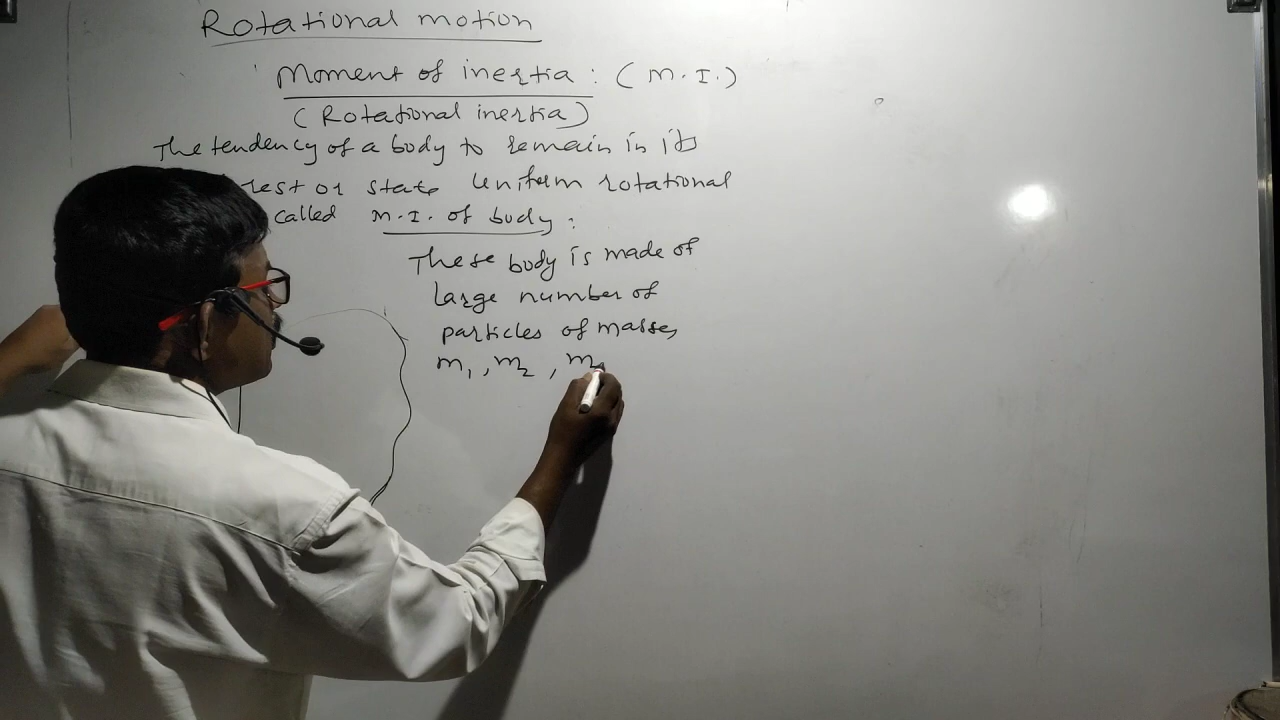 Rotational motion
Moment of inertia : ( M.I.)
( Rotational inertia )
The tendency of a body to remain in its
rest or state Uniform rotational
called M.I. of body :
These body is made of
large number of
particles of masses
m₁ , m₂ , m